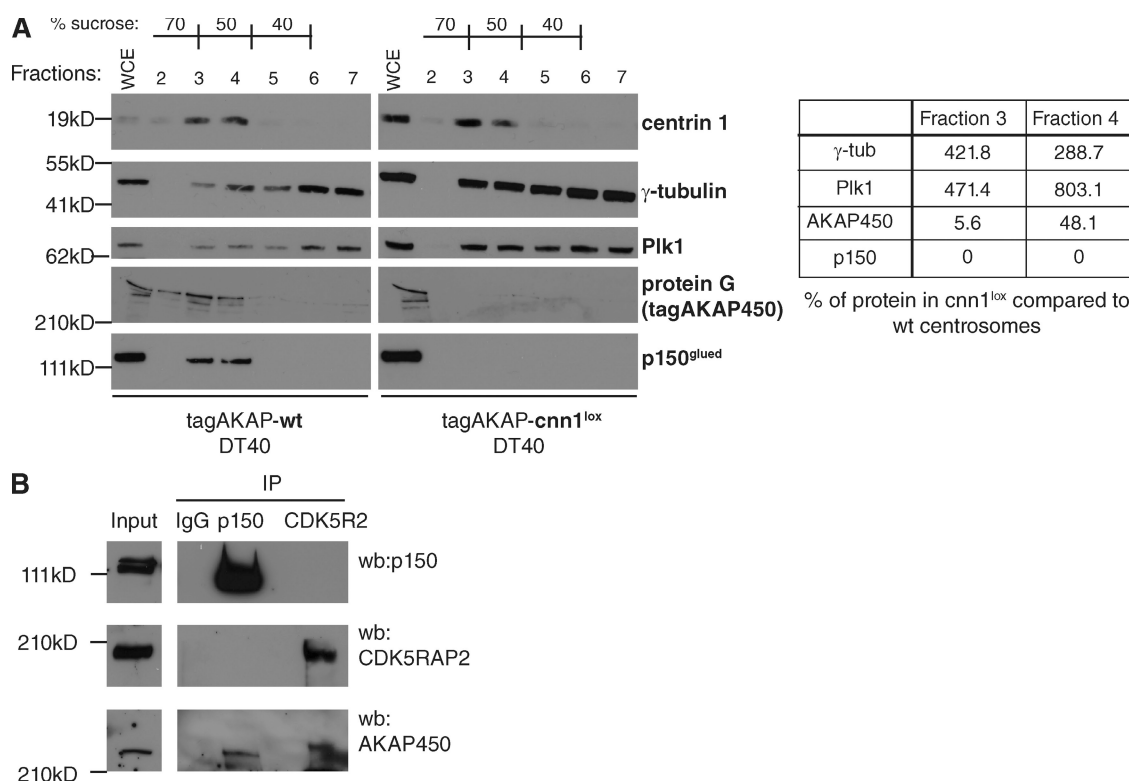 A
% sucrose: 70 50 40 70 50 40
Fractions: WCE 2 3 4 5 6 7 WCE 2 3 4 5 6 7
19kD centrin 1
55kD
41kD γ-tubulin
62kD Plk1
210kD protein G
(tagAKAP450)
111kD p150glued
tagAKAP-wt tagAKAP-cnn1lox
DT40 DT40
Fraction 3 Fraction 4
γ-tub 421.8 288.7
Plk1 471.4 803.1
AKAP450 5.6 48.1
p150 0 0
% of protein in cnn1lox compared to
wt centrosomes
B
IP
Input IgG p150 CDK5R2
111kD wb:p150
210kD wb:
CDK5RAP2
wb:
AKAP450
210kD